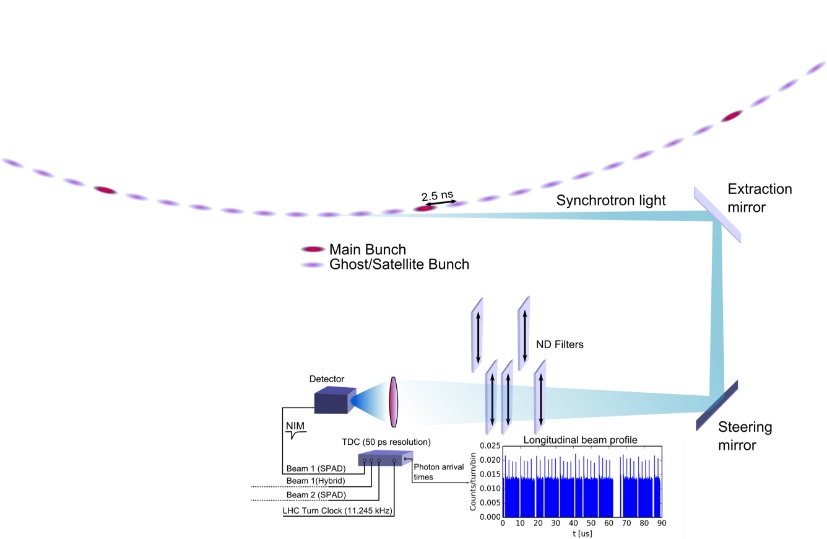 2.5 ns
Synchrotron light
Extraction
mirror
Main Bunch
Ghost/Satellite Bunch
ND Filters
Detector
Steering
mirror
NIM
TDC (50 ps resolution)
Beam 1 (SPAD)
Beam 1(Hybrid)
Beam 2 (SPAD)
LHC Turn Clock (11.245 kHz)
Photon arrival
times
Longitudinal beam profile
Counts/turn/bin
0.025
0.020
0.015
0.010
0.005
0.000
0 10 20 30 40 50 60 70 80 90
t [us]